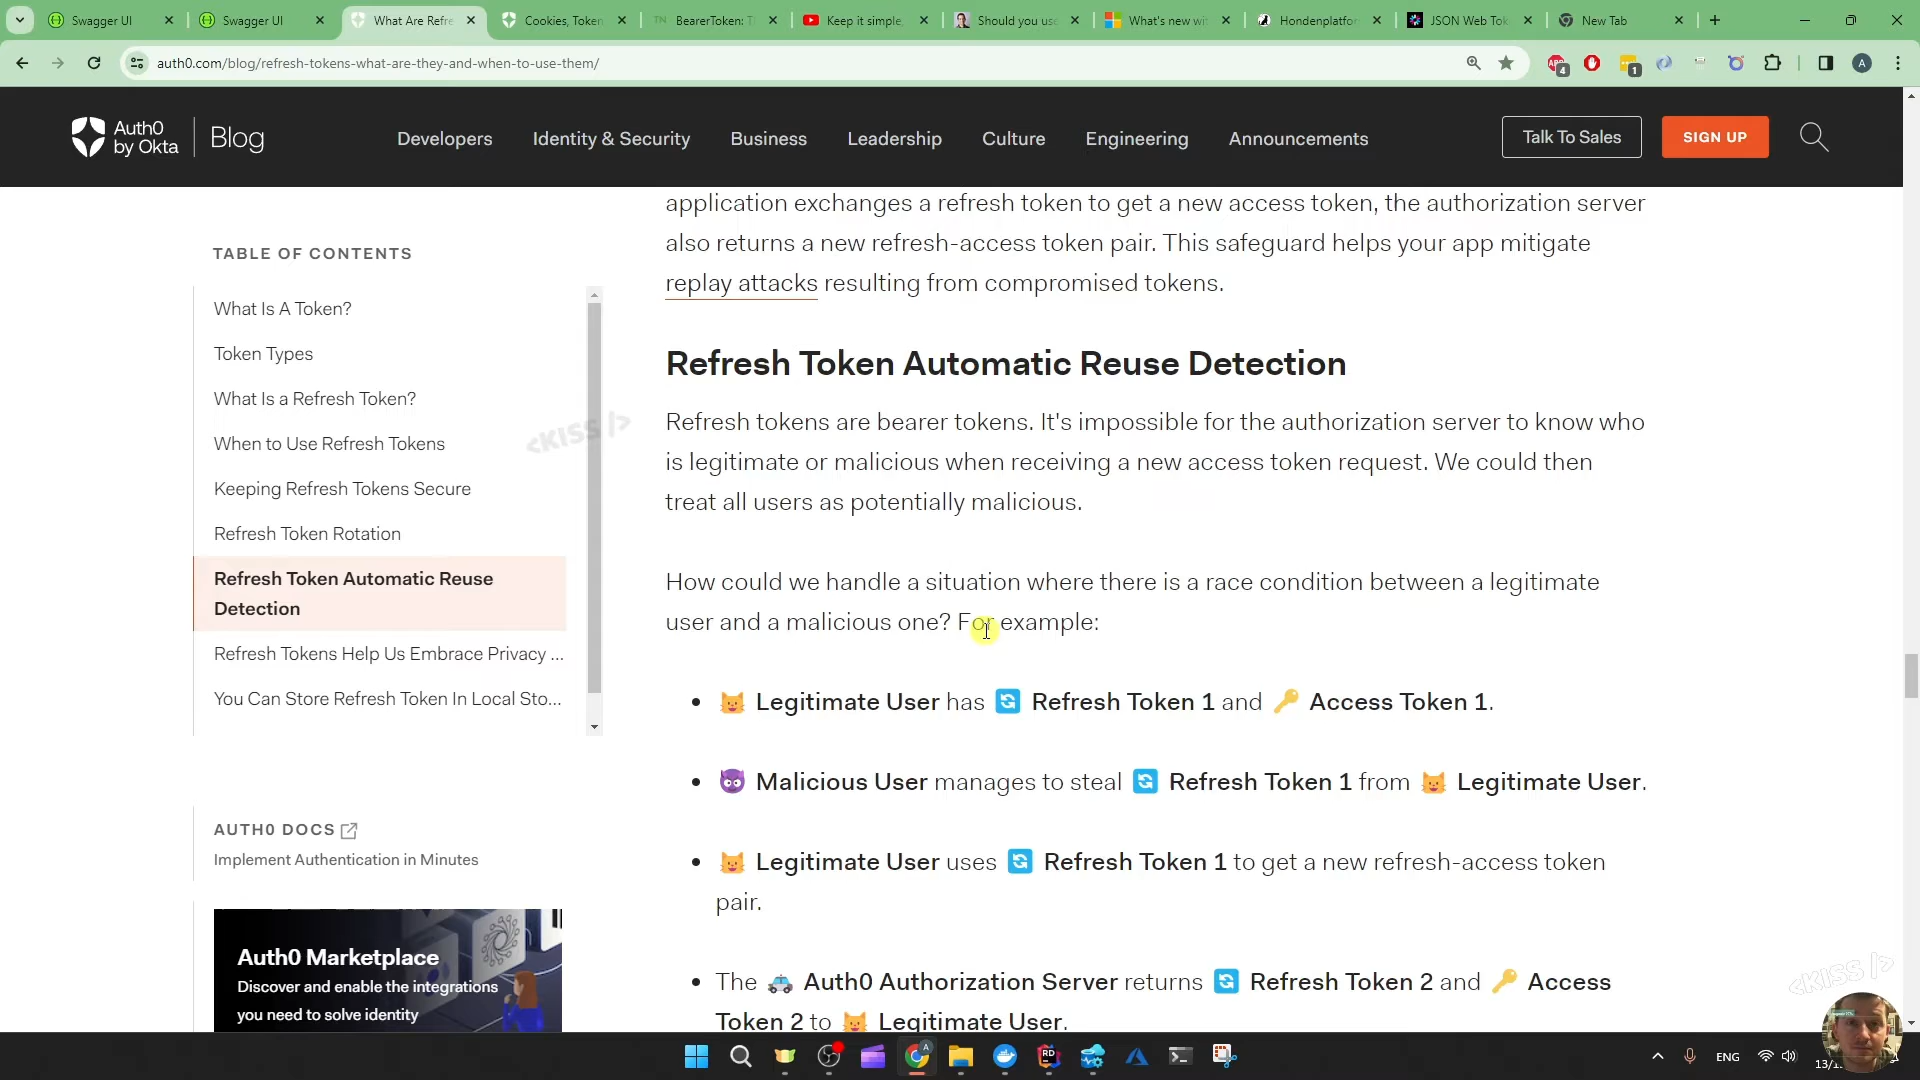 Swagger UI
Swagger UI
What Are Refre
Cookies, Token
BearerToken: T
Keep it simple,
Should you use
What's new wit
Hondenplatfor
JSON Web Tok
New Tab
auth0.com/blog/refresh-tokens-what-are-they-and-when-to-use-them/
4
1
A
Auth0
by Okta
Blog
Developers
Identity & Security
Business
Leadership
Culture
Engineering
Announcements
Talk To Sales
SIGN UP
TABLE OF CONTENTS
What Is A Token?
Token Types
What Is a Refresh Token?
When to Use Refresh Tokens
Keeping Refresh Tokens Secure
Refresh Token Rotation
Refresh Token Automatic Reuse
Detection
Refresh Tokens Help Us Embrace Privacy ...
You Can Store Refresh Token In Local Sto...
AUTH0 DOCS
Implement Authentication in Minutes
Auth0 Marketplace
Discover and enable the integrations
you need to solve identity
application exchanges a refresh token to get a new access token, the authorization server
also returns a new refresh-access token pair. This safeguard helps your app mitigate
replay attacks resulting from compromised tokens.
Refresh Token Automatic Reuse Detection
Refresh tokens are bearer tokens. It's impossible for the authorization server to know who
is legitimate or malicious when receiving a new access token request. We could then
treat all users as potentially malicious.
How could we handle a situation where there is a race condition between a legitimate
user and a malicious one? For example:
• 😺 Legitimate User has 🔄 Refresh Token 1 and 🔑 Access Token 1.
• 😈 Malicious User manages to steal 🔄 Refresh Token 1 from 😺 Legitimate User.
• 😺 Legitimate User uses 🔄 Refresh Token 1 to get a new refresh-access token
pair.
• The 🚓 Auth0 Authorization Server returns 🔄 Refresh Token 2 and 🔑 Access
Token 2 to 😺 Legitimate User.
<KISS />
<KISS />
RD
A
ENG